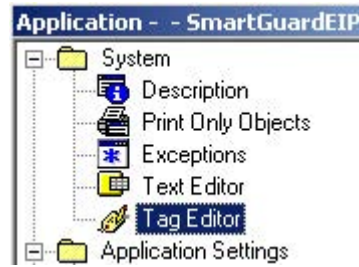 Application - - SmartGuardEIP
System
Description
Print Only Objects
Exceptions
Text Editor
Tag Editor
Application Settings